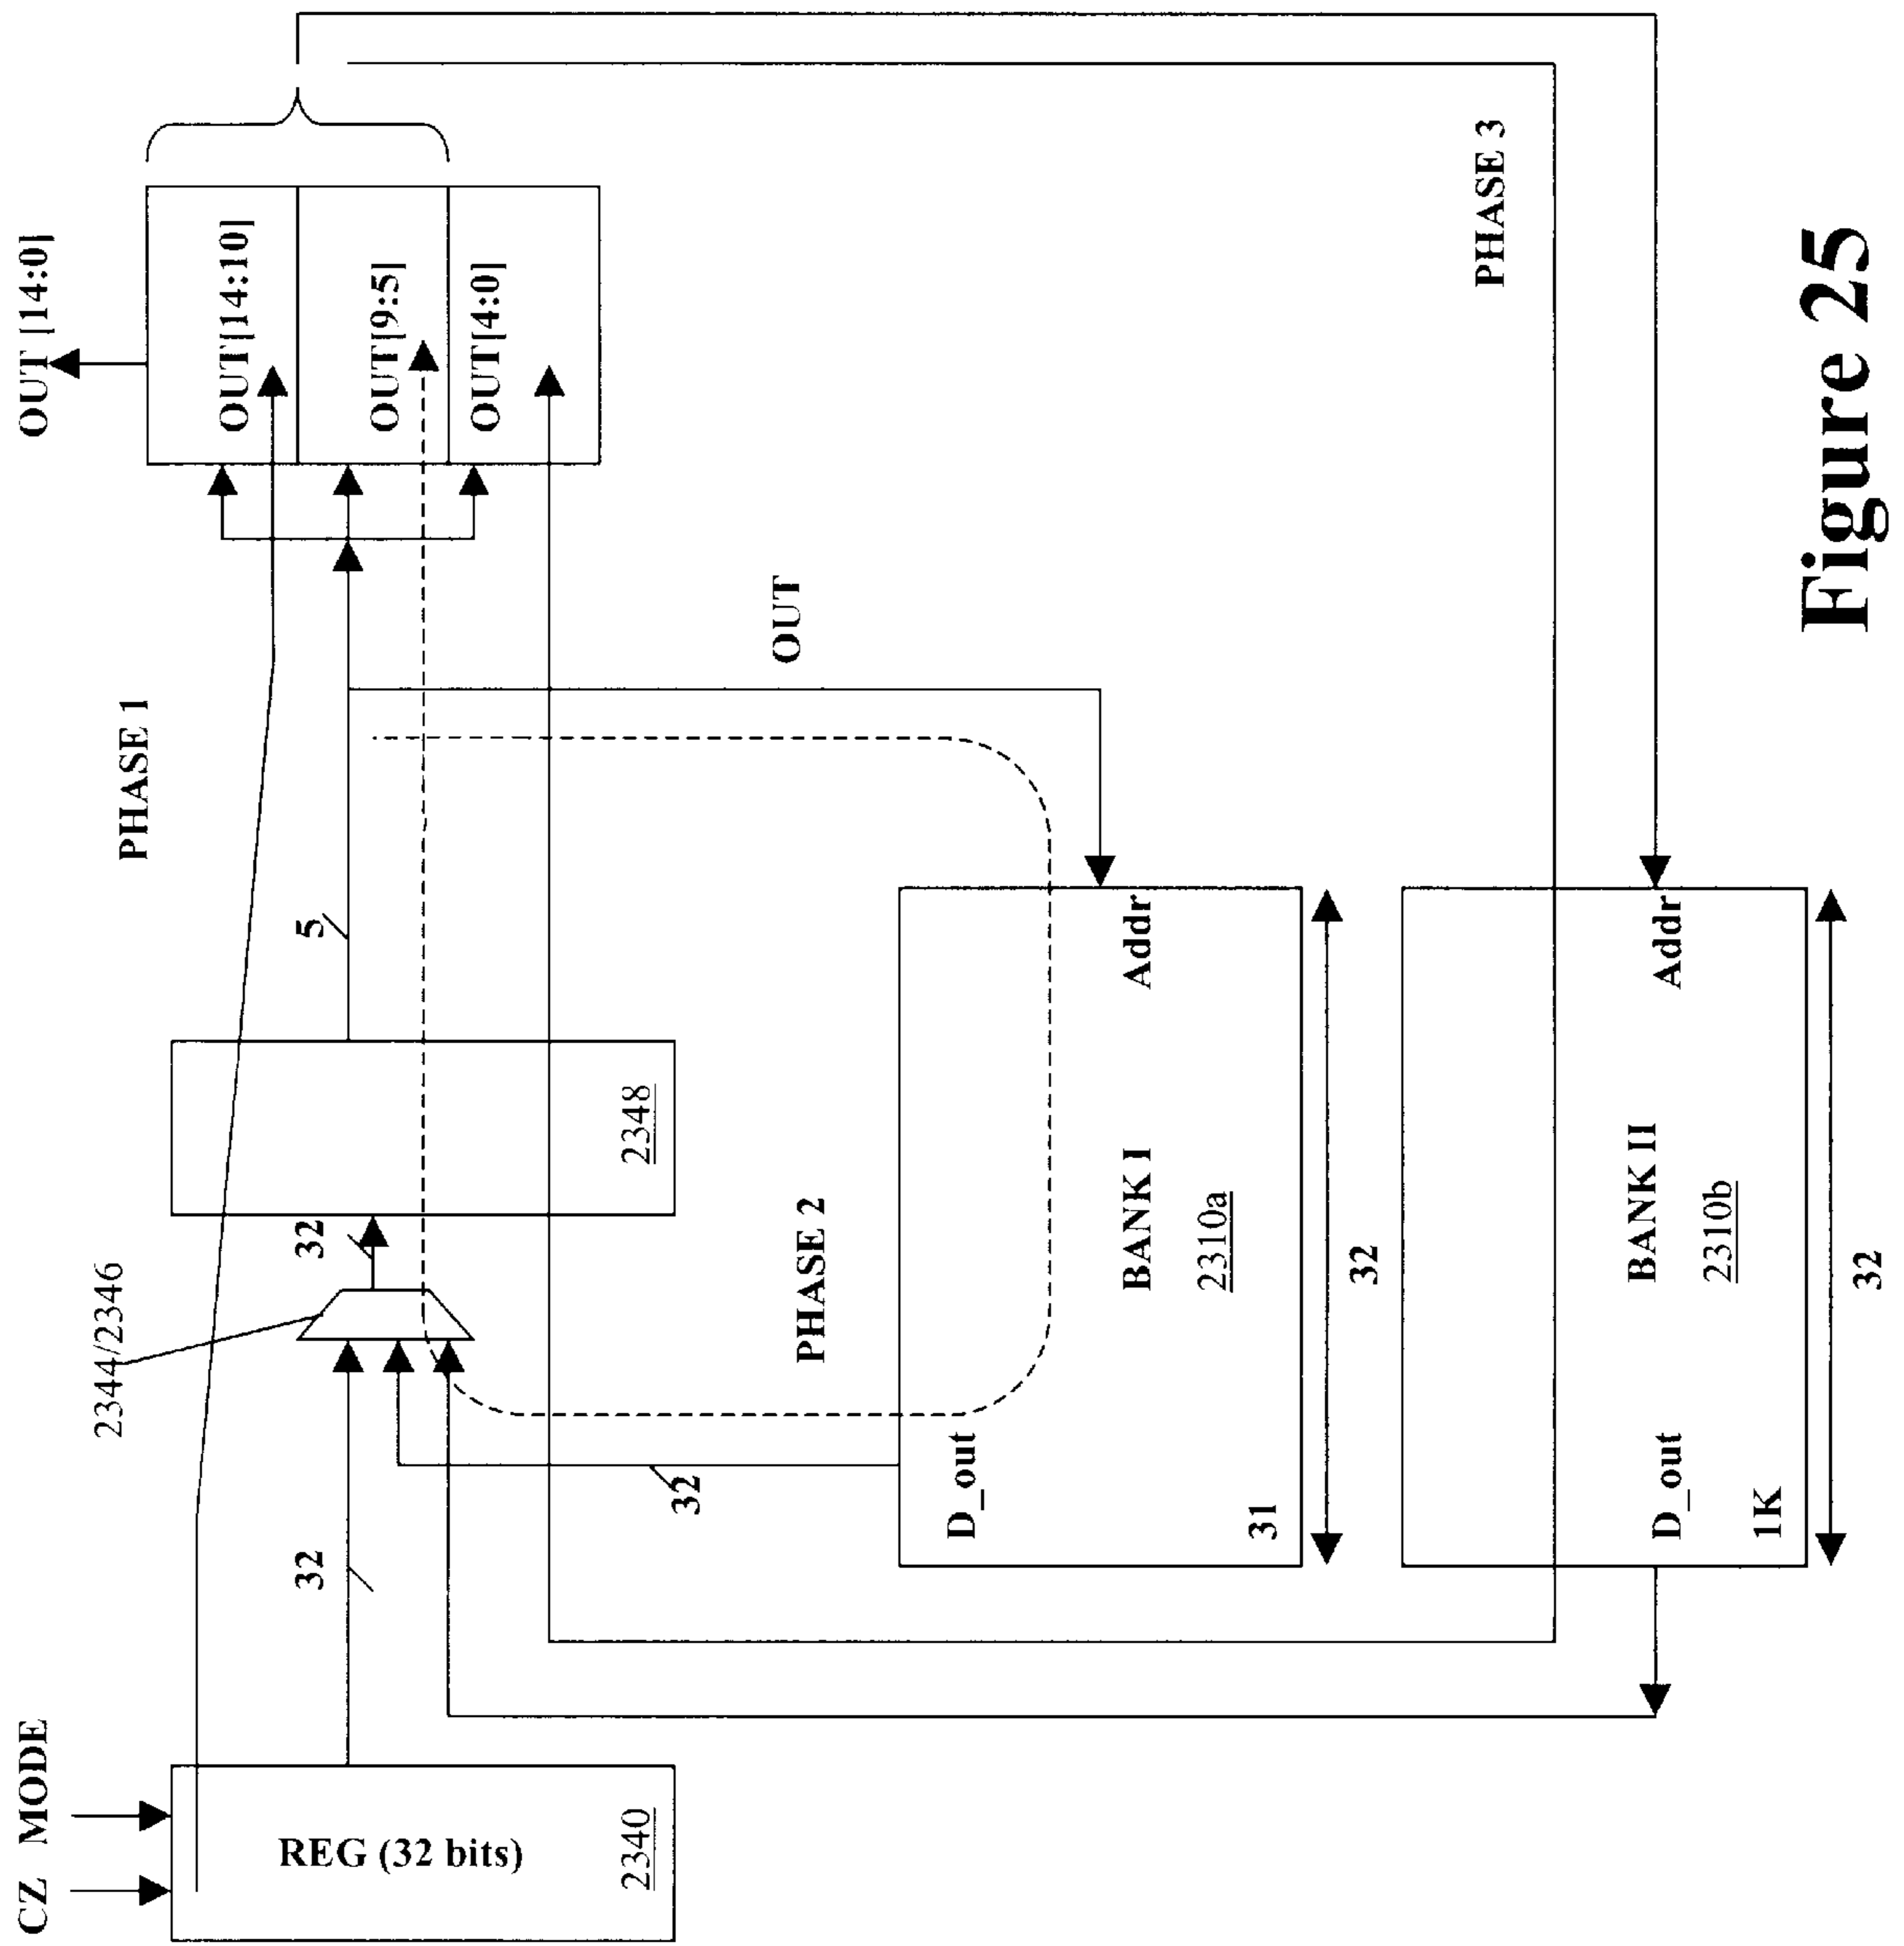 CZ MODE
REG (32 bits)
2340
32
2344/2346
32
2348
5
PHASE 1
OUT [14:0]
OUT[14:10]
OUT[9:5]
OUT[4:0]
OUT
PHASE 2
32
D_out
BANK I
Addr
2310a
31
32
PHASE 3
D_out
BANK II
Addr
2310b
1K
32
Figure 25